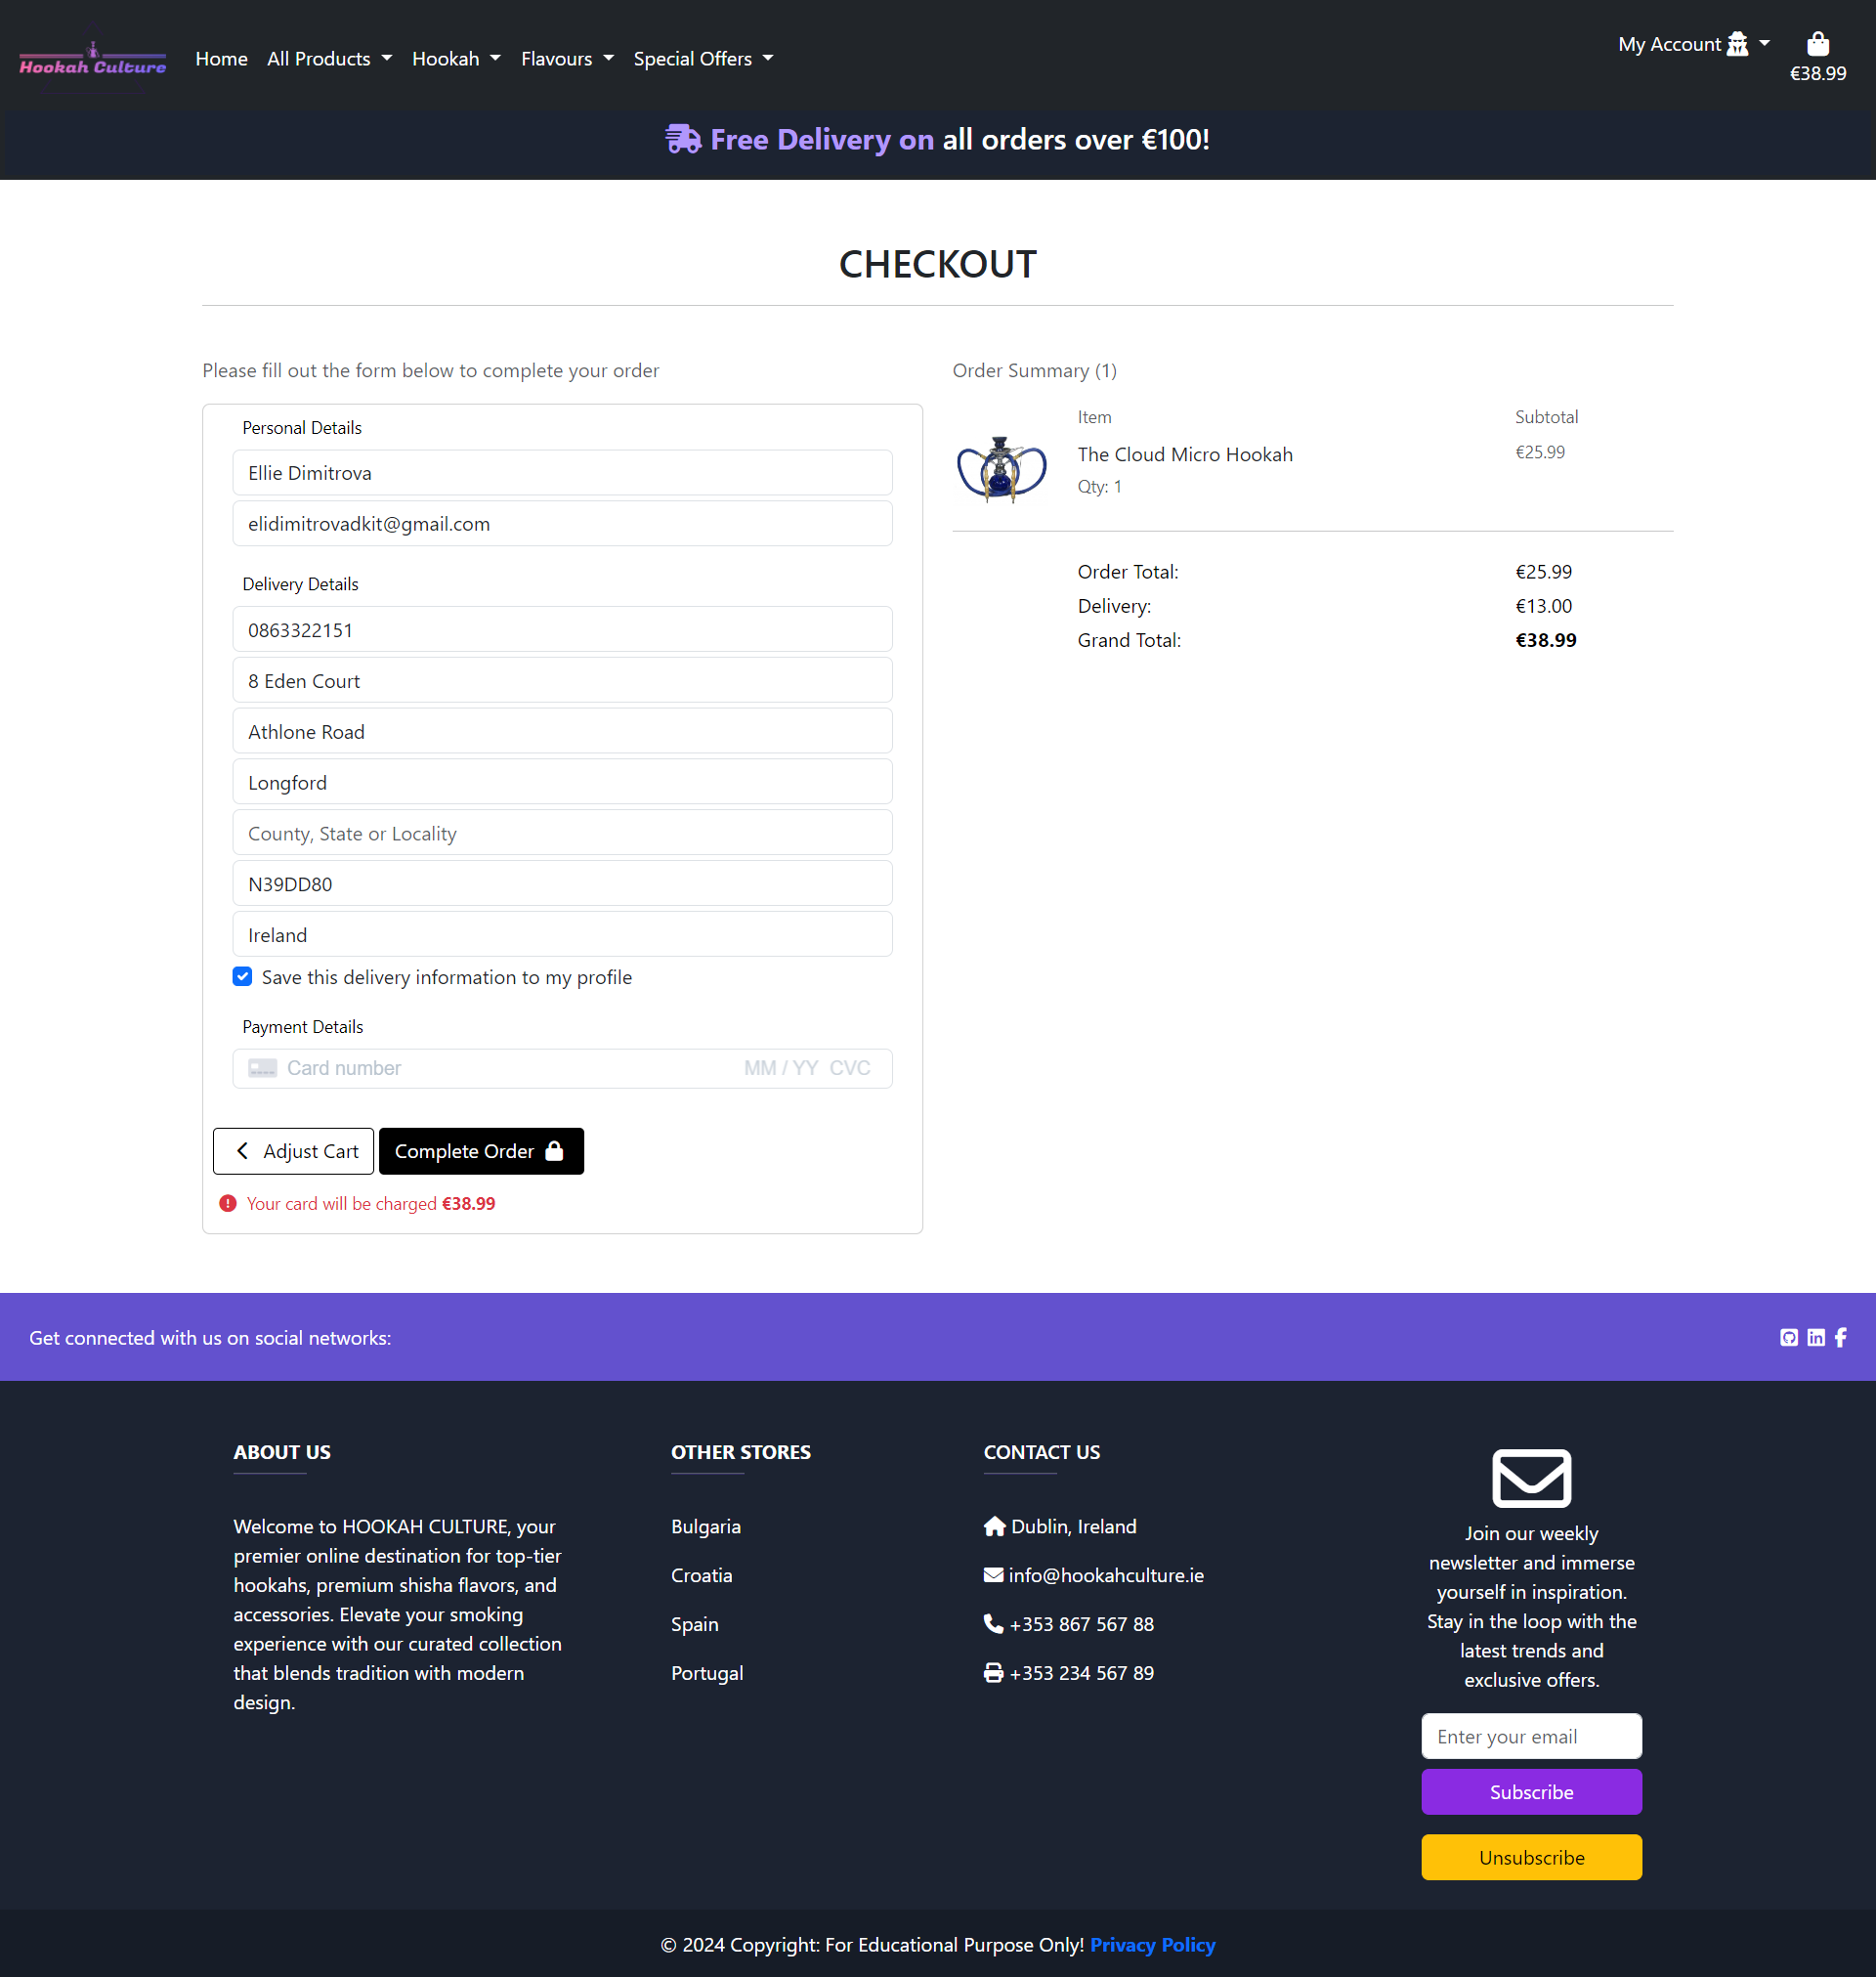 Hookah Culture
Home All Products Hookah Flavours Special Offers
My Account
€38.99
Free Delivery on all orders over €100!
CHECKOUT
Please fill out the form below to complete your order
Personal Details
Ellie Dimitrova
elidimitrovadkit@gmail.com
Delivery Details
0863322151
8 Eden Court
Athlone Road
Longford
County, State or Locality
N39DD80
Ireland
Save this delivery information to my profile
Payment Details
Card number MM / YY CVC
Adjust Cart Complete Order
Your card will be charged €38.99
Order Summary (1)
Item Subtotal
The Cloud Micro Hookah €25.99
Qty: 1
Order Total: €25.99
Delivery: €13.00
Grand Total: €38.99
Get connected with us on social networks:
ABOUT US
Welcome to HOOKAH CULTURE, your
premier online destination for top-tier
hookahs, premium shisha flavors, and
accessories. Elevate your smoking
experience with our curated collection
that blends tradition with modern
design.
OTHER STORES
Bulgaria
Croatia
Spain
Portugal
CONTACT US
Dublin, Ireland
info@hookahculture.ie
+353 867 567 88
+353 234 567 89
Join our weekly
newsletter and immerse
yourself in inspiration.
Stay in the loop with the
latest trends and
exclusive offers.
Enter your email
Subscribe
Unsubscribe
© 2024 Copyright: For Educational Purpose Only! Privacy Policy